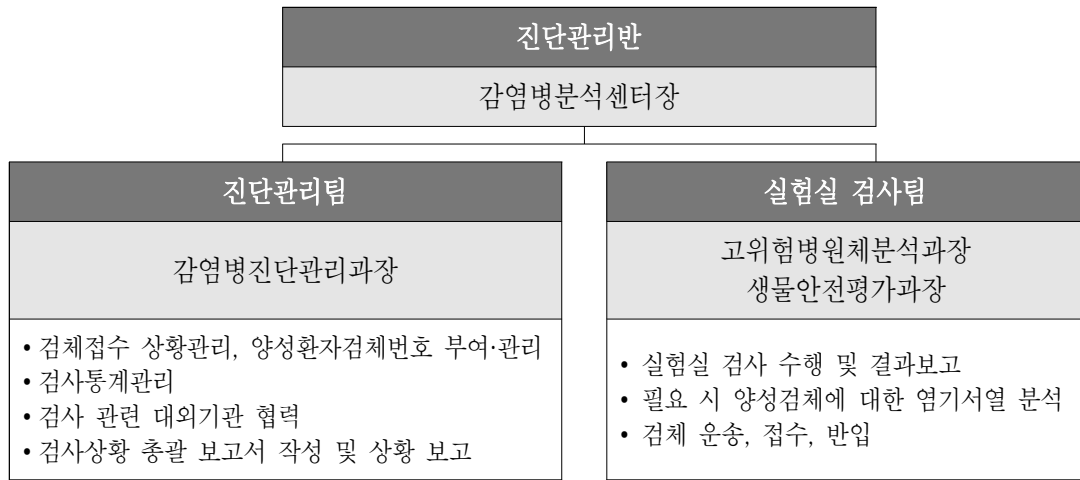 진단관리반
감염병분석센터장
진단관리팀
감염병진단관리과장
• 검체접수 상황관리, 양성환자검체번호 부여·관리
• 검사통계관리
• 검사 관련 대외기관 협력
• 검사상황 총괄 보고서 작성 및 상황 보고
실험실 검사팀
고위험병원체분석과장
생물안전평가과장
• 실험실 검사 수행 및 결과보고
• 필요 시 양성검체에 대한 염기서열 분석
• 검체 운송, 접수, 반입